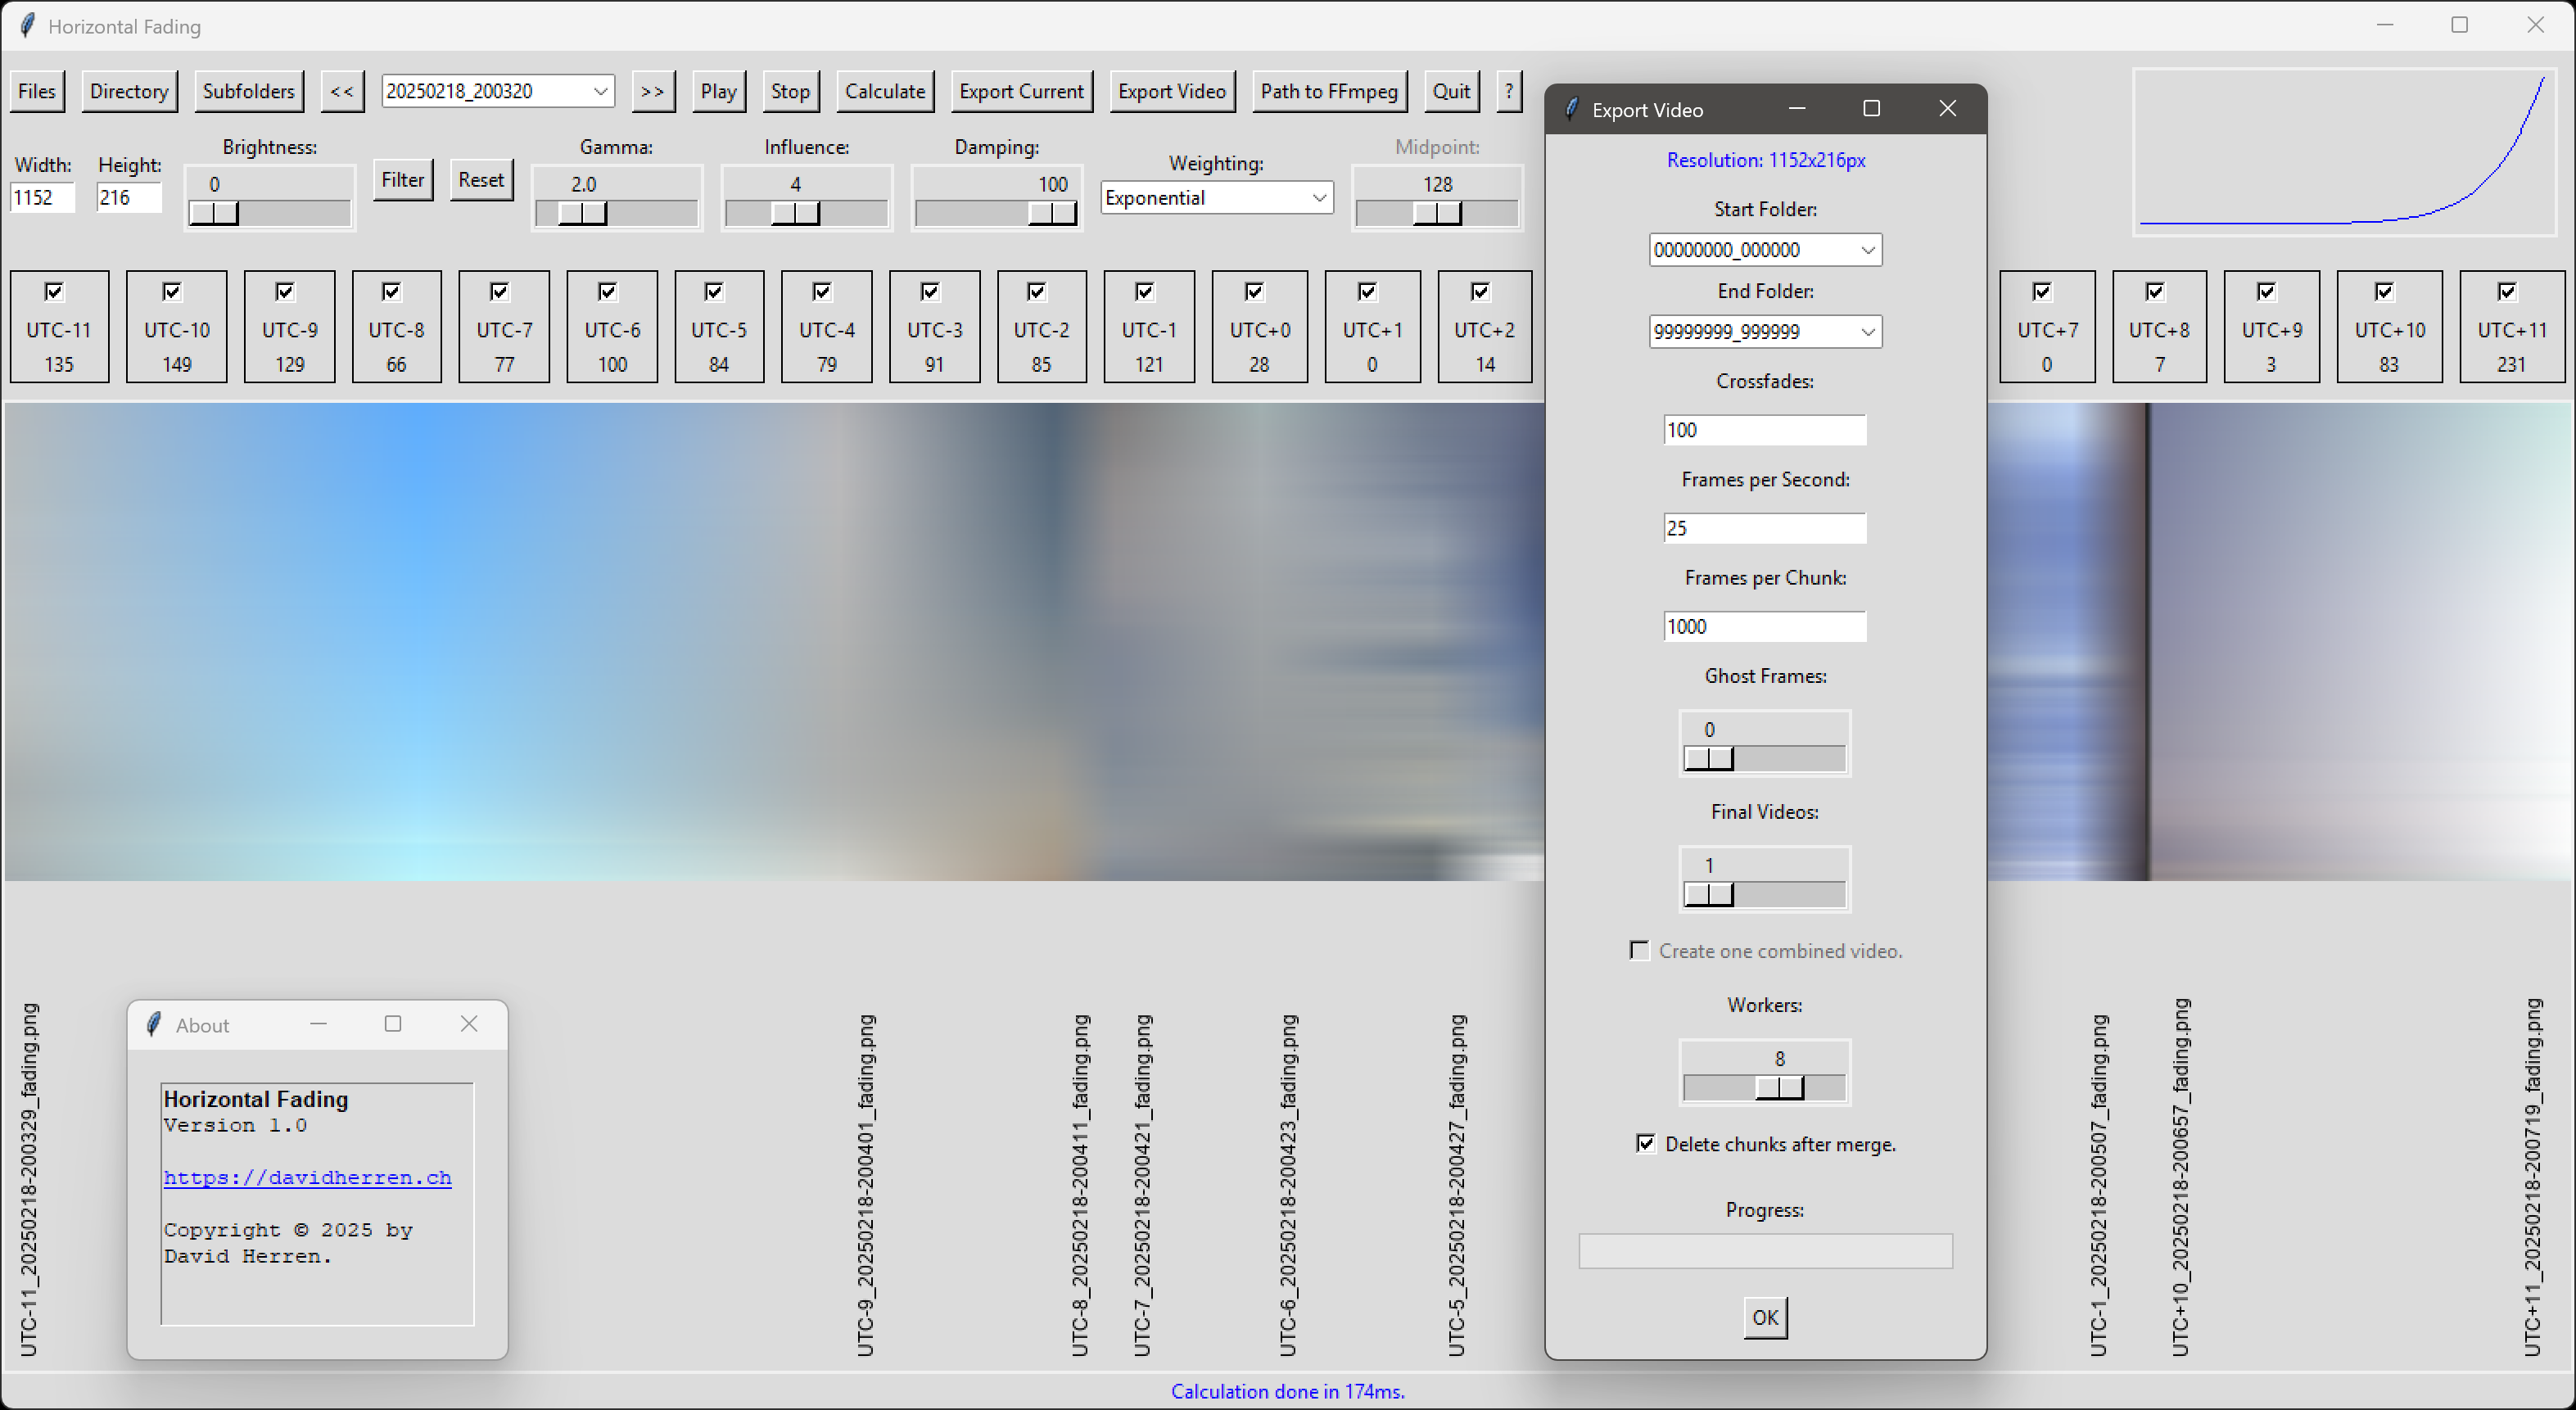 Horizontal Fading
Files Directory Subfolders << 20250218_200320 >> Play Stop Calculate Export Current Export Video Path to FFmpeg Quit ?
Width: Height: Brightness: Filter Reset Gamma: Influence: Damping: Weighting: Midpoint:
1152 216 0 2.0 4 100 Exponential 128
UTC-11 UTC-10 UTC-9 UTC-8 UTC-7 UTC-6 UTC-5 UTC-4 UTC-3 UTC-2 UTC-1 UTC+0 UTC+1 UTC+2 UTC+7 UTC+8 UTC+9 UTC+10 UTC+11
135 149 129 66 77 100 84 79 91 85 121 28 0 14 0 7 3 83 231
Export Video
Resolution: 1152x216px
Start Folder:
00000000_000000
End Folder:
99999999_999999
Crossfades:
100
Frames per Second:
25
Frames per Chunk:
1000
Ghost Frames:
0
Final Videos:
1
Create one combined video.
Workers:
8
Delete chunks after merge.
Progress:
OK
UTC-11_20250218-200329_fading.png
About
Horizontal Fading
Version 1.0
https://davidherren.ch
Copyright © 2025 by
David Herren.
UTC-9_20250218-200401_fading.png
UTC-8_20250218-200411_fading.png
UTC-7_20250218-200421_fading.png
UTC-6_20250218-200423_fading.png
UTC-5_20250218-200427_fading.png
UTC-1_20250218-200507_fading.png
UTC+10_20250218-200657_fading.png
UTC+11_20250218-200719_fading.png
Calculation done in 174ms.